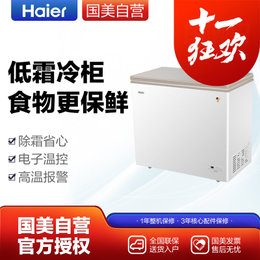 Haier
国美自营
十一
狂欢
低霜冷柜
食物更保鲜
除霜省心
电子温控
高温报警
国美自营
官方授权
1年整机保修
3年核心配件保修
全国联保
送货入户
国美发票
售后无忧